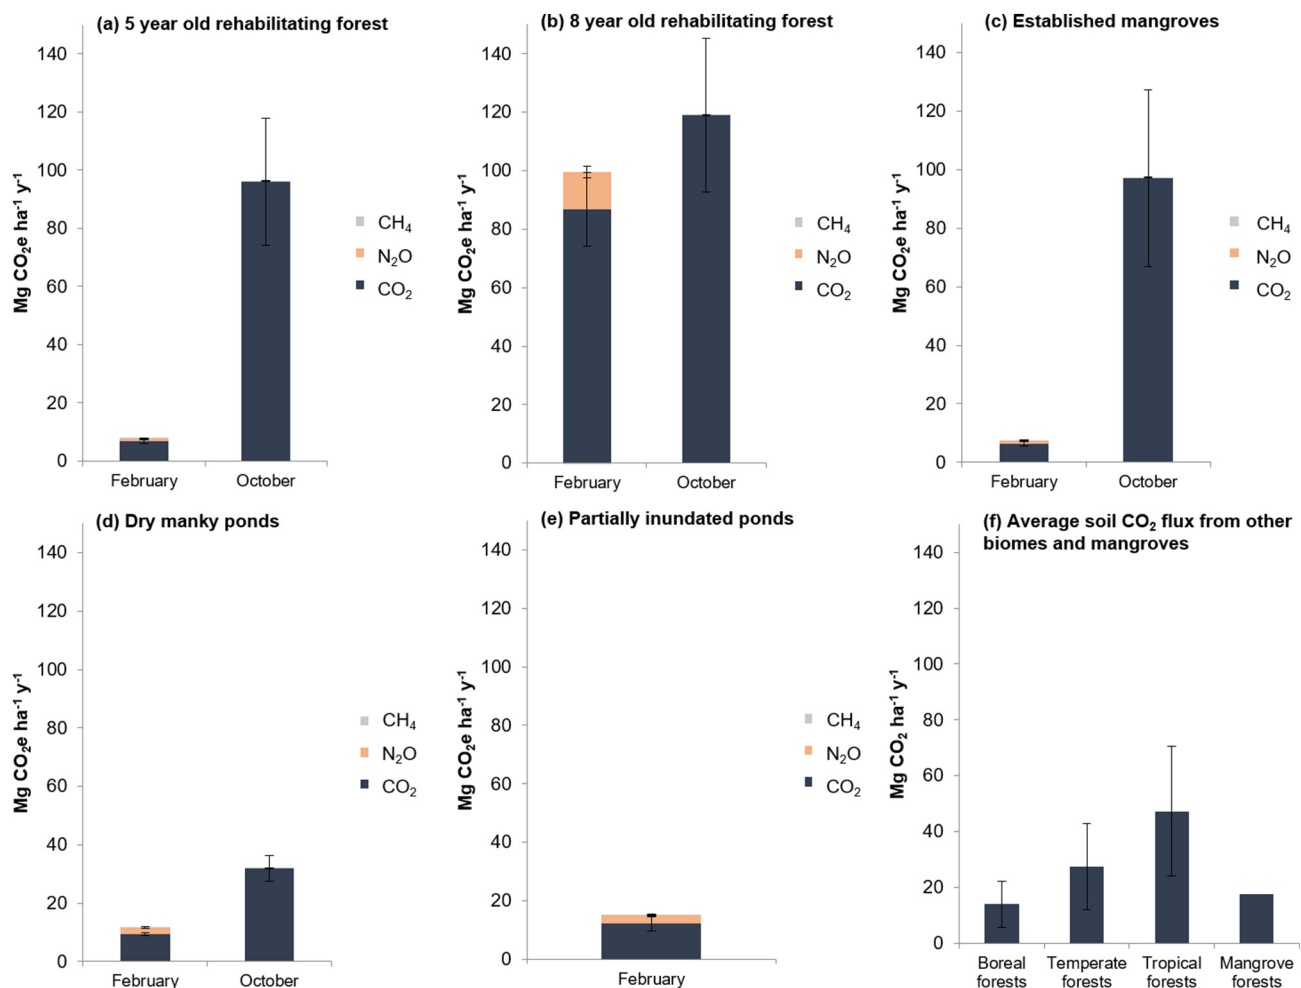 (a) 5 year old rehabilitating forest
Mg CO₂e ha⁻¹ y⁻¹
140
120
100
80
60
40
20
0
February
October
CH₄
N₂O
CO₂
(b) 8 year old rehabilitating forest
Mg CO₂e ha⁻¹ y⁻¹
140
120
100
80
60
40
20
0
February
October
CH₄
N₂O
CO₂
(c) Established mangroves
Mg CO₂e ha⁻¹ y⁻¹
140
120
100
80
60
40
20
0
February
October
CH₄
N₂O
CO₂
(d) Dry manky ponds
Mg CO₂e ha⁻¹ y⁻¹
140
120
100
80
60
40
20
0
February
October
CH₄
N₂O
CO₂
(e) Partially inundated ponds
Mg CO₂e ha⁻¹ y⁻¹
140
120
100
80
60
40
20
0
February
CH₄
N₂O
CO₂
(f) Average soil CO₂ flux from other
biomes and mangroves
Mg CO₂ ha⁻¹ y⁻¹
140
120
100
80
60
40
20
0
Boreal
forests
Temperate
forests
Tropical
forests
Mangrove
forests